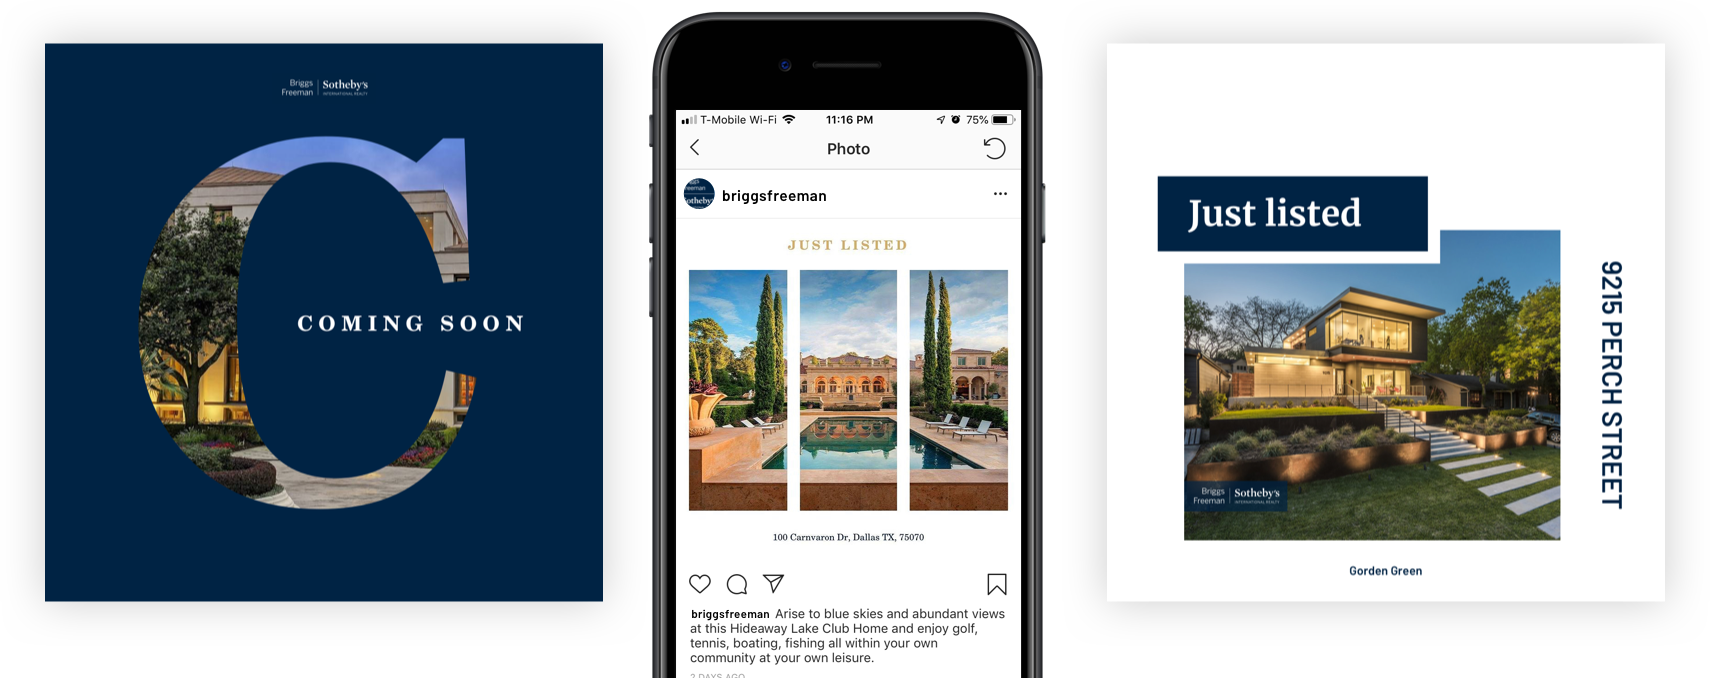 Briggs
Freeman
Sotheby's
INTERNATIONAL REALTY
COMING SOON
T-Mobile Wi-Fi
11:16 PM
75%
Photo
briggsfreeman
JUST LISTED
100 Carnvaron Dr, Dallas TX, 75070
briggsfreeman Arise to blue skies and abundant views
at this Hideaway Lake Club Home and enjoy golf,
tennis, boating, fishing all within your own
community at your own leisure.
2 DAYS AGO
Just listed
9215 PERCH STREET
Briggs
Freeman
Sotheby's
INTERNATIONAL REALTY
Gorden Green